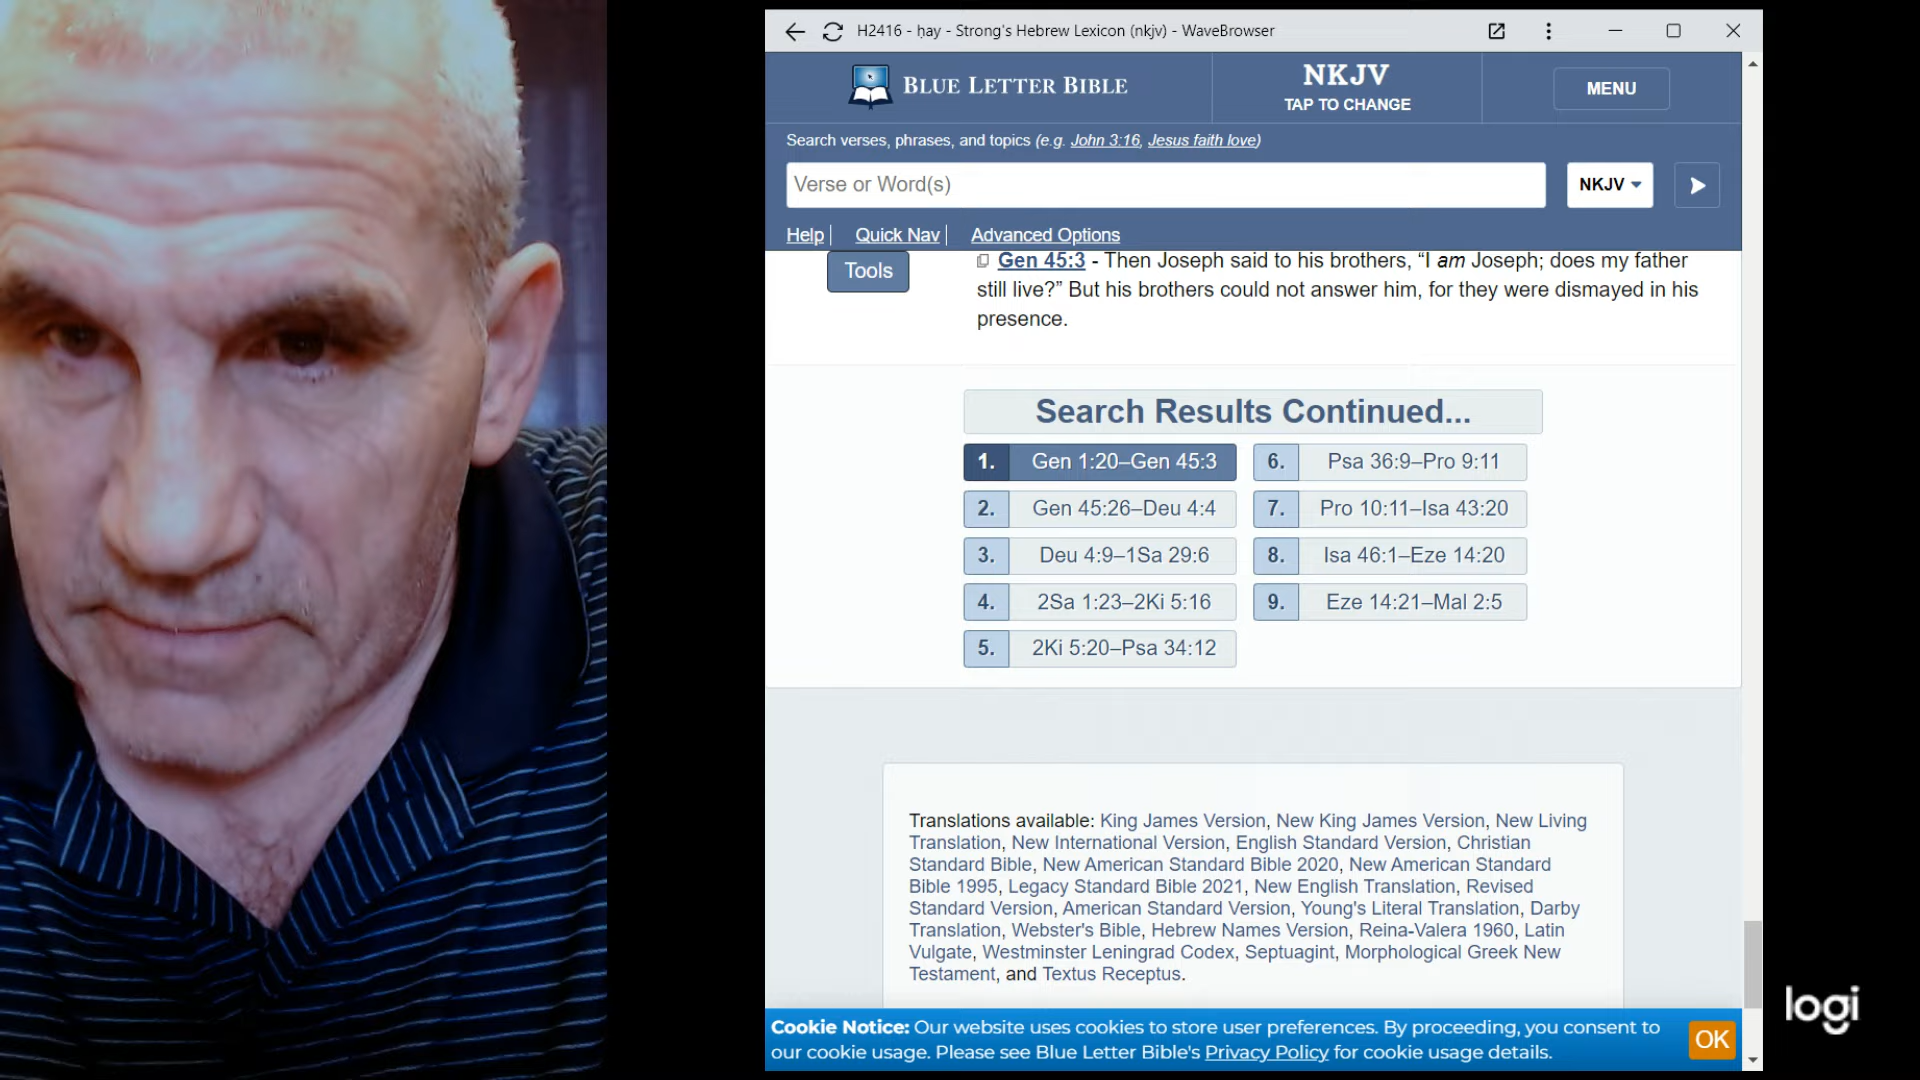 H2416 - ḥay - Strong's Hebrew Lexicon (nkjv) - WaveBrowser
BLUE LETTER BIBLE
NKJV
TAP TO CHANGE
MENU
Search verses, phrases, and topics (e.g. John 3:16, Jesus faith love)
Verse or Word(s)
NKJV
Help
Quick Nav
Advanced Options
Tools
Gen 45:3 - Then Joseph said to his brothers, “I am Joseph; does my father
still live?” But his brothers could not answer him, for they were dismayed in his
presence.
Search Results Continued...
1. Gen 1:20–Gen 45:3
2. Gen 45:26–Deu 4:4
3. Deu 4:9–1Sa 29:6
4. 2Sa 1:23–2Ki 5:16
5. 2Ki 5:20–Psa 34:12
6. Psa 36:9–Pro 9:11
7. Pro 10:11–Isa 43:20
8. Isa 46:1–Eze 14:20
9. Eze 14:21–Mal 2:5
Translations available: King James Version, New King James Version, New Living
Translation, New International Version, English Standard Version, Christian
Standard Bible, New American Standard Bible 2020, New American Standard
Bible 1995, Legacy Standard Bible 2021, New English Translation, Revised
Standard Version, American Standard Version, Young's Literal Translation, Darby
Translation, Webster's Bible, Hebrew Names Version, Reina-Valera 1960, Latin
Vulgate, Westminster Leningrad Codex, Septuagint, Morphological Greek New
Testament, and Textus Receptus.
Cookie Notice: Our website uses cookies to store user preferences. By proceeding, you consent to
our cookie usage. Please see Blue Letter Bible's Privacy Policy for cookie usage details.
OK
logi